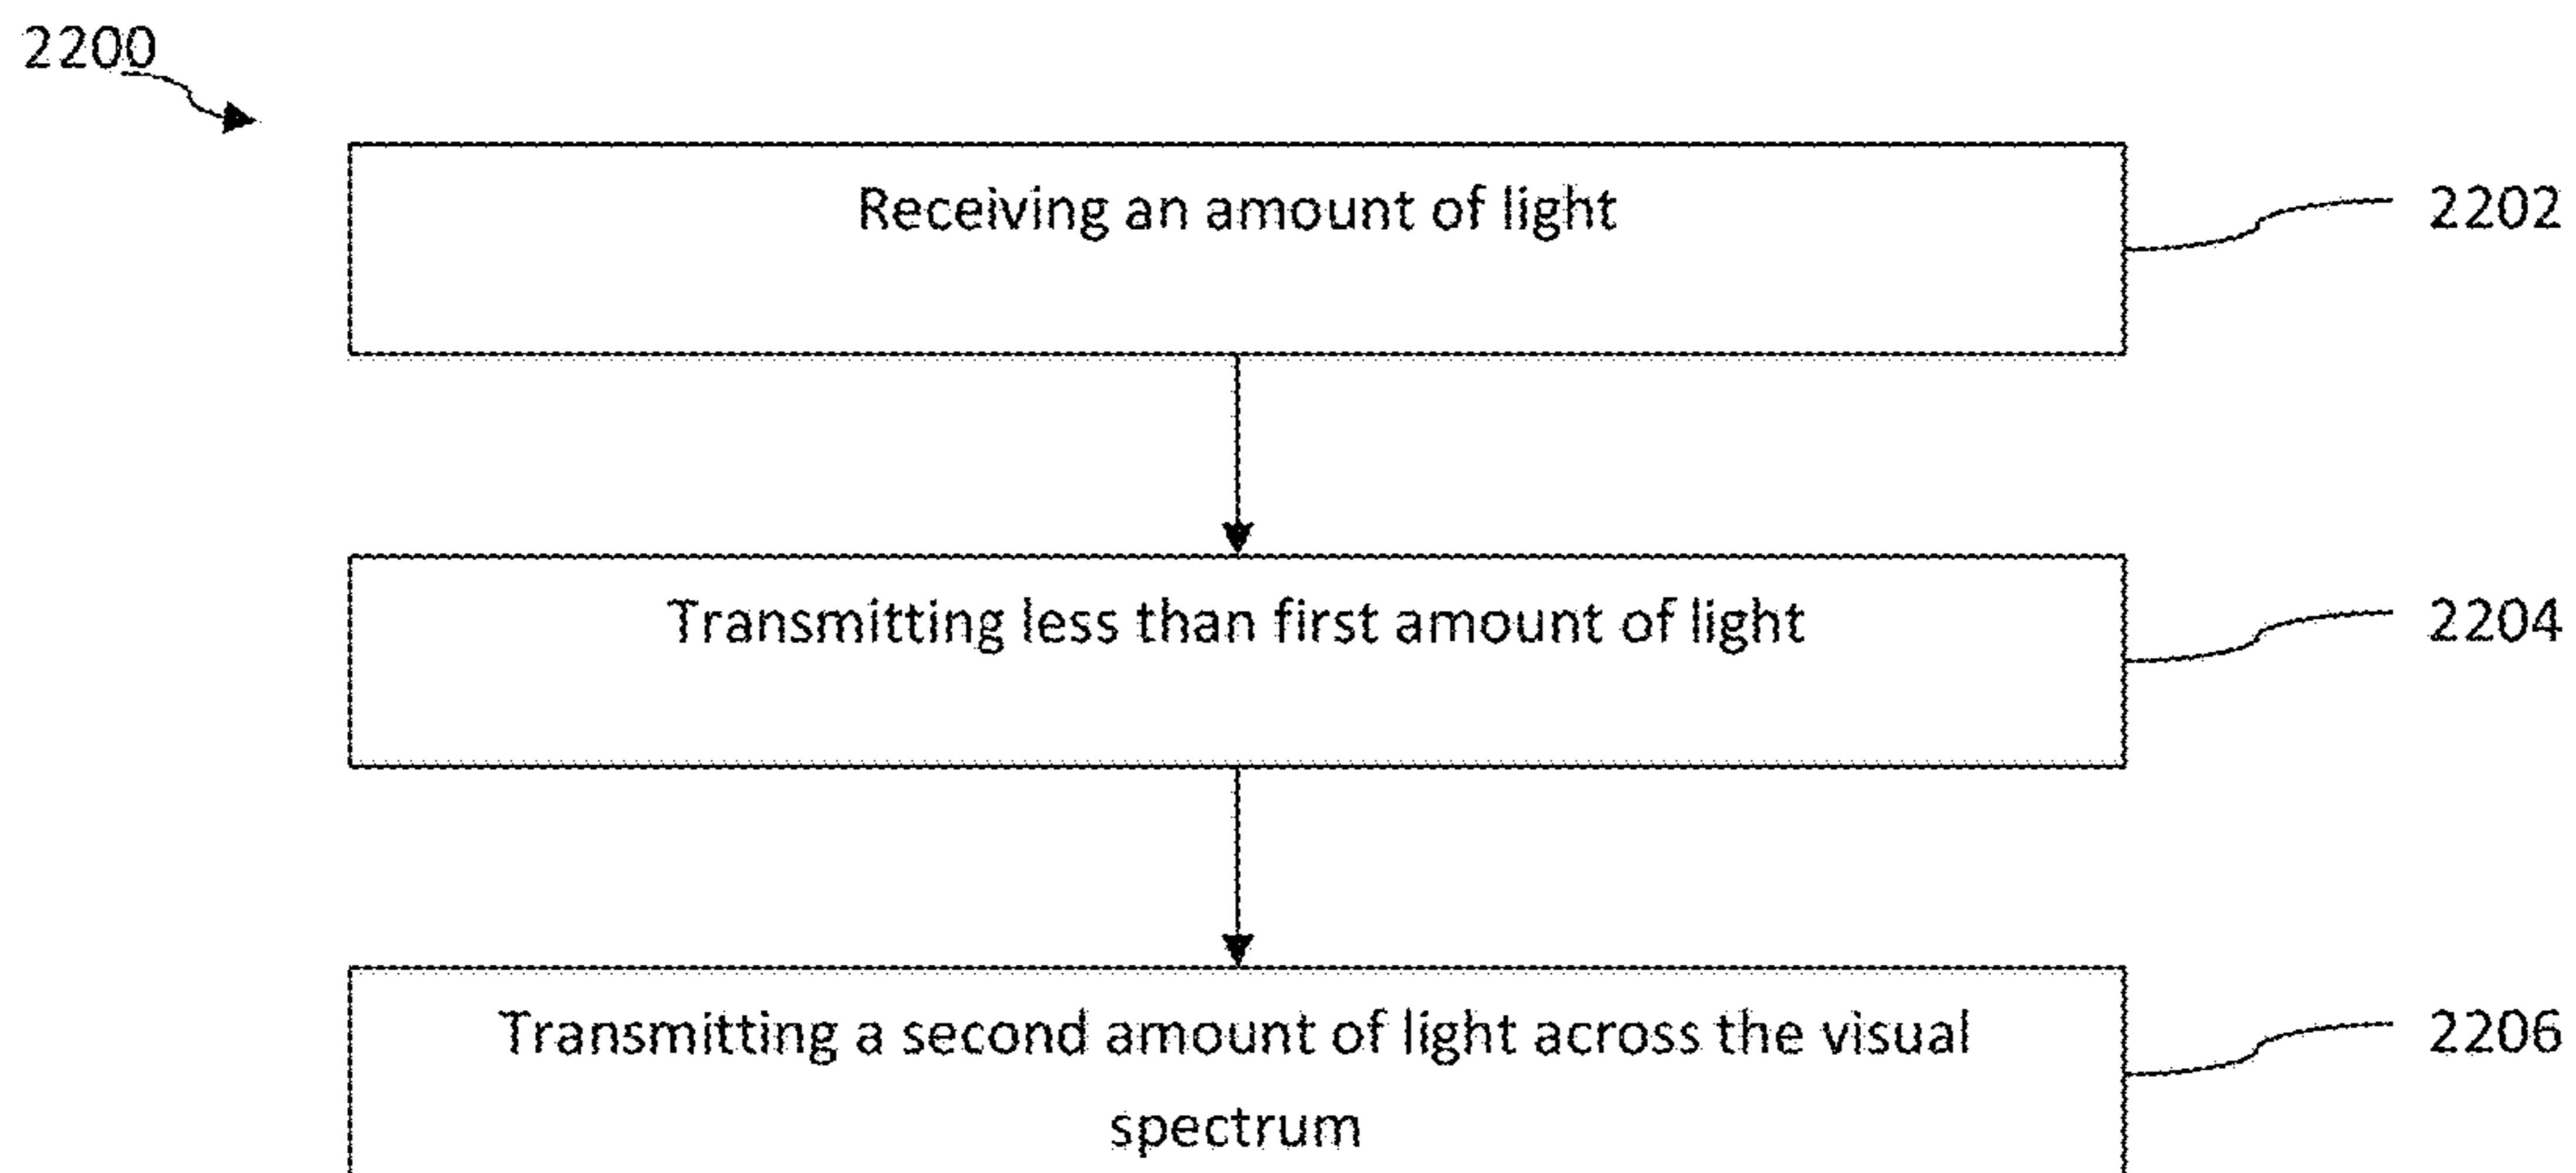 2200
Receiving an amount of light
2202
Transmitting less than first amount of light
2204
Transmitting a second amount of light across the visual
spectrum
2206